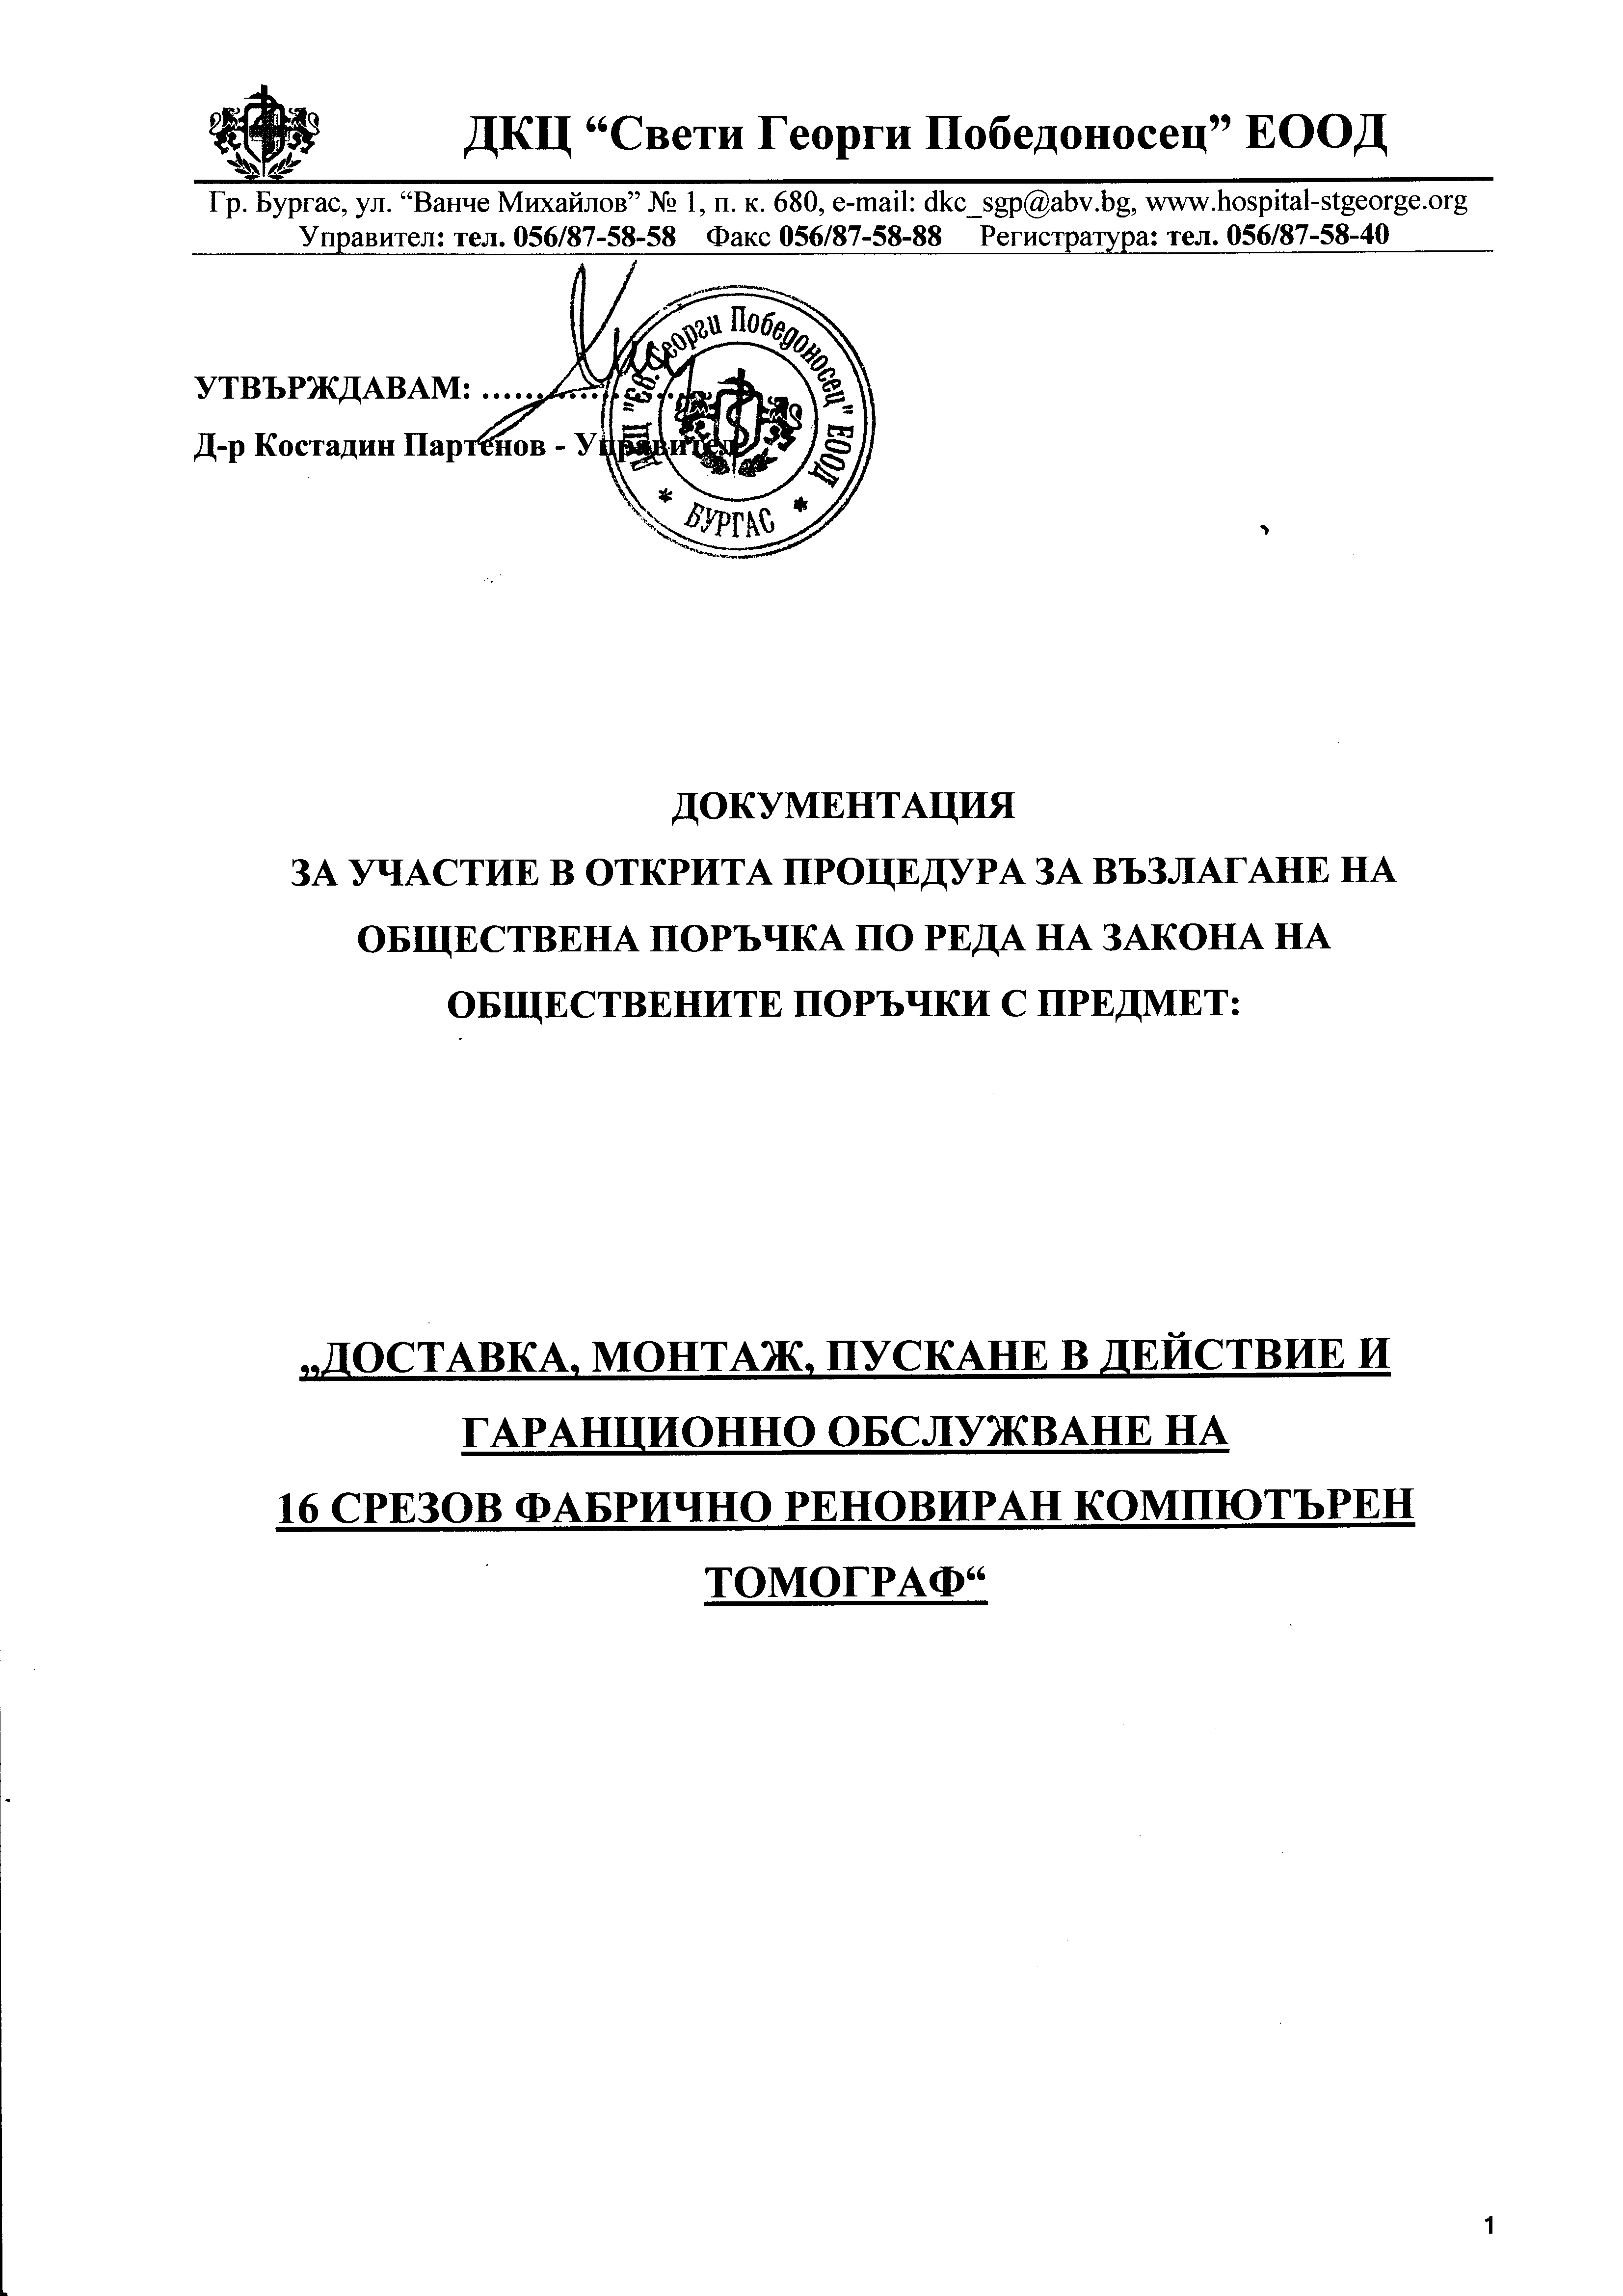 ДКЦ “Свети Георги Победоносец” ЕООД
Гр. Бургас, ул. “Ванче Михайлов” № 1, п. к. 680, e-mail: dkc_sgp@abv.bg, www.hospital-stgeorge.org
Управител: тел. 056/87-58-58 Факс 056/87-58-88 Регистратура: тел. 056/87-58-40
УТВЪРЖДАВАМ: ....................
Д-р Костадин Партенов - Управител
ДКЦ "Св. Георги Победоносец" ЕООД
* БУРГАС *
ДОКУМЕНТАЦИЯ
ЗА УЧАСТИЕ В ОТКРИТА ПРОЦЕДУРА ЗА ВЪЗЛАГАНЕ НА
ОБЩЕСТВЕНА ПОРЪЧКА ПО РЕДА НА ЗАКОНА НА
ОБЩЕСТВЕНИТЕ ПОРЪЧКИ С ПРЕДМЕТ:
„ДОСТАВКА, МОНТАЖ, ПУСКАНЕ В ДЕЙСТВИЕ И
ГАРАНЦИОННО ОБСЛУЖВАНЕ НА
16 СРЕЗОВ ФАБРИЧНО РЕНОВИРАН КОМПЮТЪРЕН
ТОМОГРАФ“
1